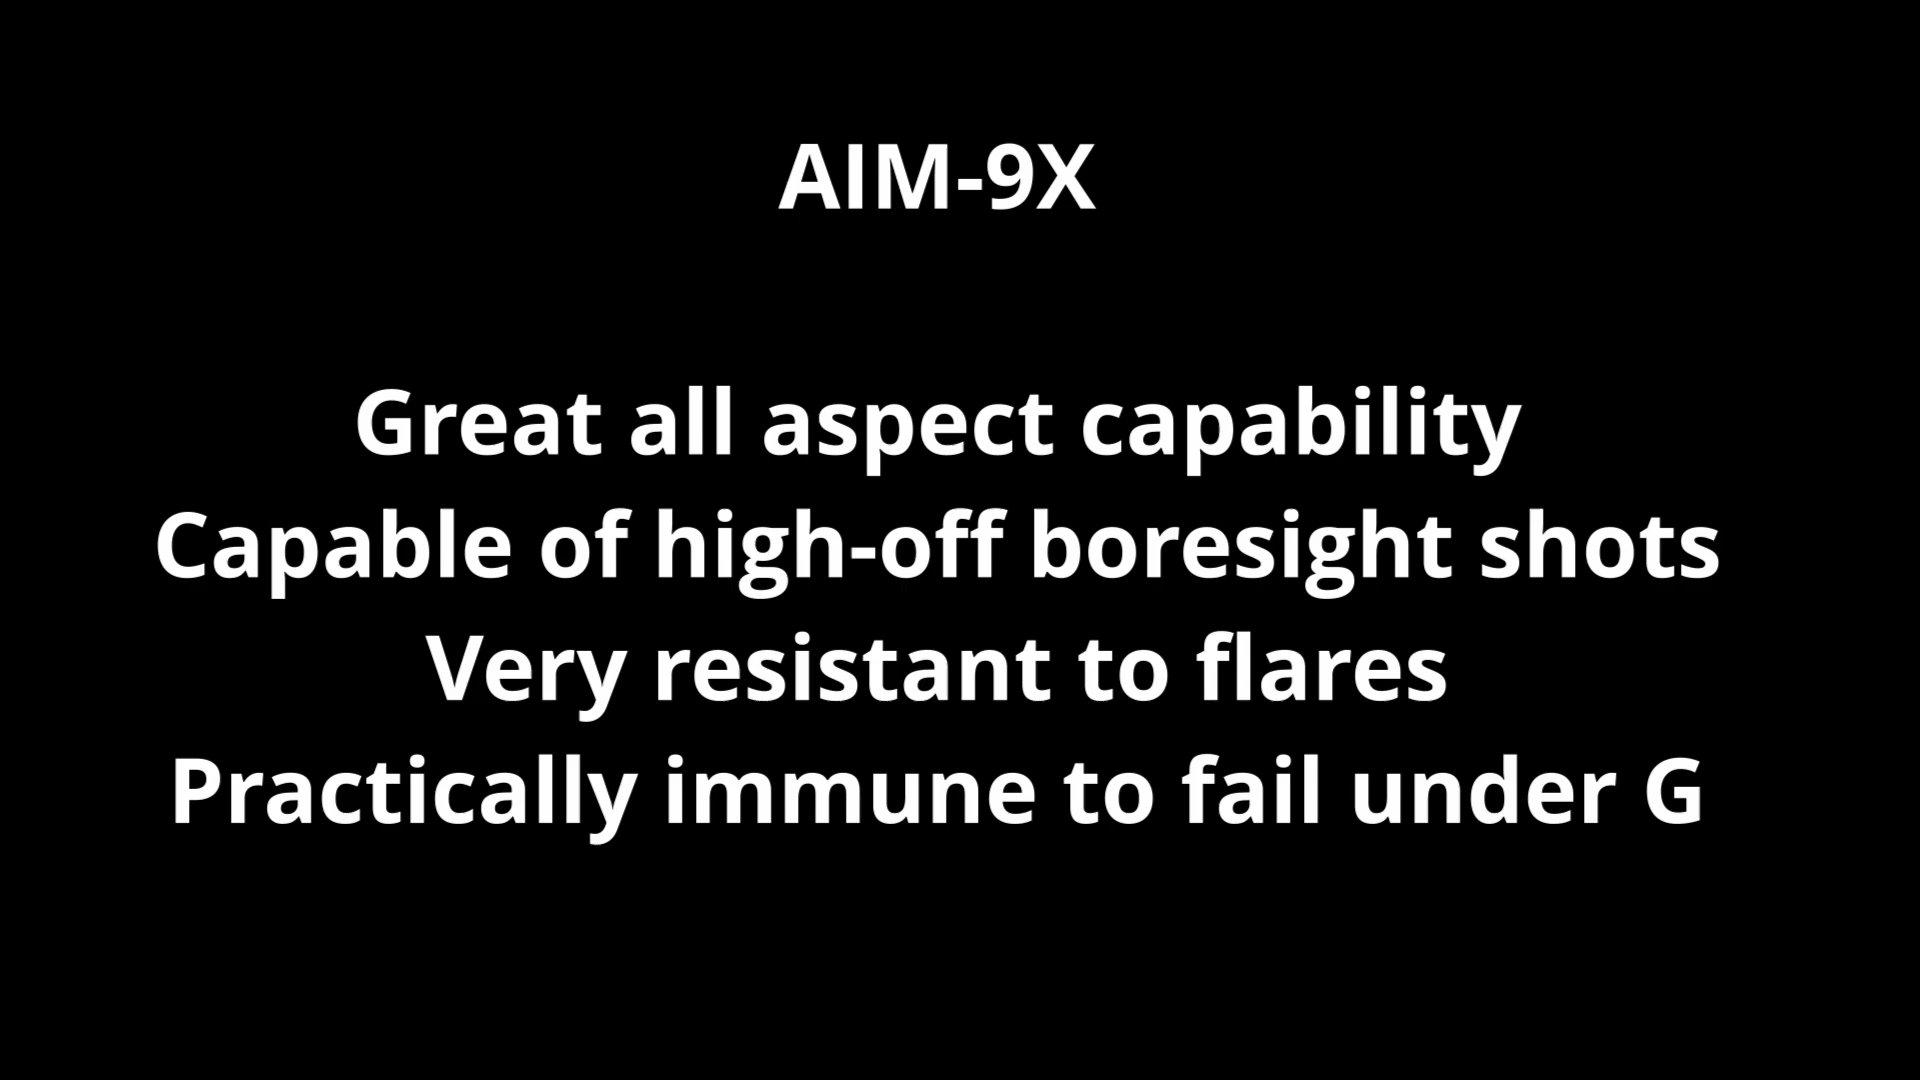 AIM-9X
Great all aspect capability
Capable of high-off boresight shots
Very resistant to flares
Practically immune to fail under G